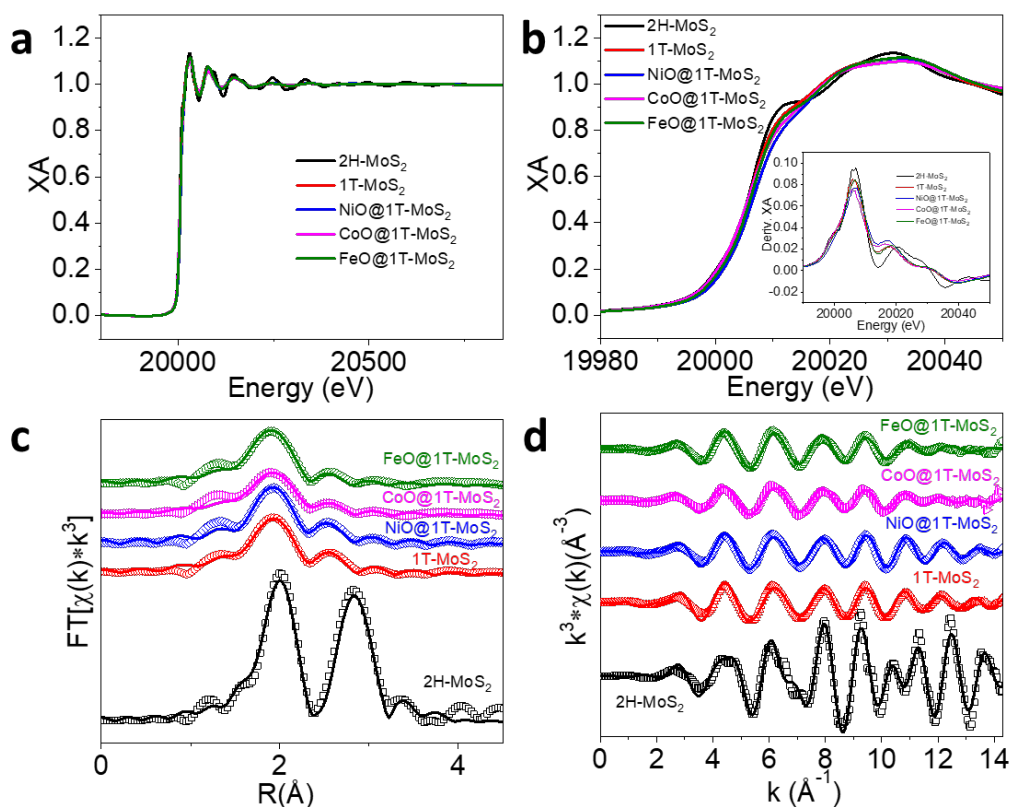 a
XA
1.2
1.0
0.8
0.6
0.4
0.2
0.0
2H-MoS₂
1T-MoS₂
NiO@1T-MoS₂
CoO@1T-MoS₂
FeO@1T-MoS₂
20000 20500
Energy (eV)
b
XA
1.2
1.0
0.8
0.6
0.4
0.2
0.0
2H-MoS₂
1T-MoS₂
NiO@1T-MoS₂
CoO@1T-MoS₂
FeO@1T-MoS₂
Deriv. XA
0.10
0.08
0.06
0.04
0.02
0.00
-0.02
2H-MoS₂
1T-MoS₂
NiO@1T-MoS₂
CoO@1T-MoS₂
FeO@1T-MoS₂
20000 20020 20040
Energy (eV)
19980 20000 20020 20040
Energy (eV)
c
FT[χ(k)*k³]
FeO@1T-MoS₂
CoO@1T-MoS₂
NiO@1T-MoS₂
1T-MoS₂
2H-MoS₂
0 2 4
R(Å)
d
k³*χ(k)(Å⁻³)
FeO@1T-MoS₂
CoO@1T-MoS₂
NiO@1T-MoS₂
1T-MoS₂
2H-MoS₂
0 2 4 6 8 10 12 14
k (Å⁻¹)